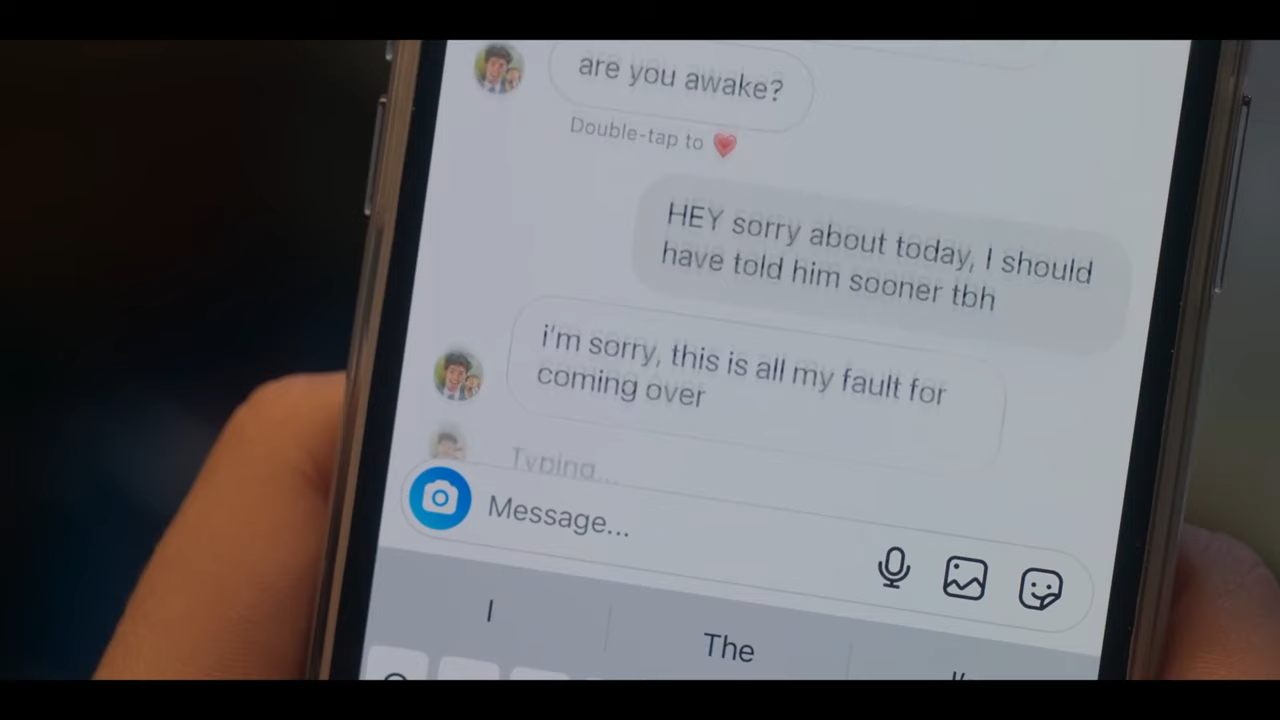 are you awake?
Double-tap to ❤️
HEY sorry about today, I should
have told him sooner tbh
i'm sorry, this is all my fault for
coming over
Typing...
Message...
I
The